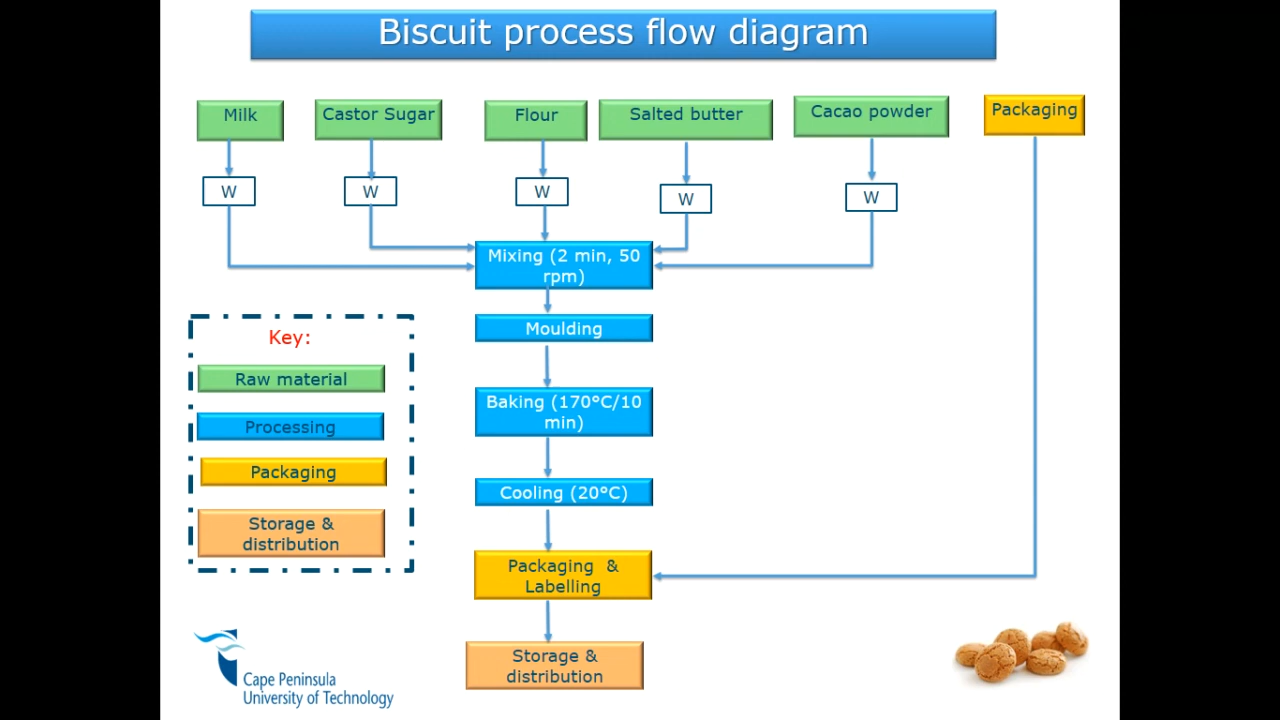 Biscuit process flow diagram
Milk
Castor Sugar
Flour
Salted butter
Cacao powder
Packaging
W
W
W
W
W
Mixing (2 min, 50
rpm)
Moulding
Baking (170°C/10
min)
Cooling (20°C)
Packaging & 
Labelling
Storage &
distribution
Key:
Raw material
Processing
Packaging
Storage &
distribution
Cape Peninsula
University of Technology